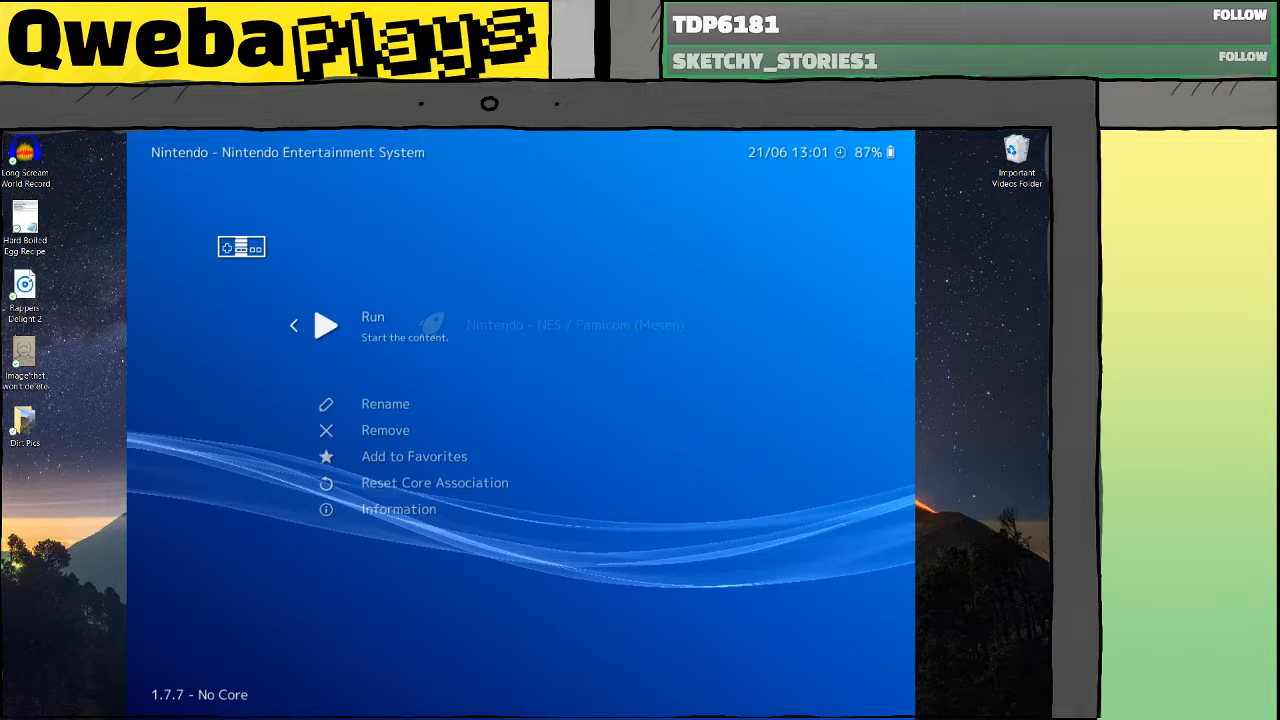 Qweba plays
TDP6181 FOLLOW
SKETCHY_STORIES1 FOLLOW
Long Scream
World Record
Hard Boiled
Egg Recipe
Rappers
Delight 2
Image that
won't delete
Dirt Pics
Nintendo - Nintendo Entertainment System
21/06 13:01 87%
Run
Start the content.
Nintendo - NES / Famicom (Mesen)
Rename
Remove
Add to Favorites
Reset Core Association
Information
1.7.7 - No Core
Important
Videos Folder